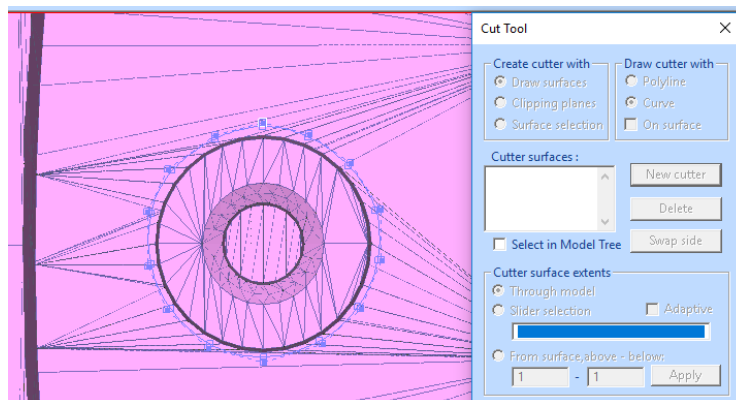 Cut Tool
Create cutter with
Draw surfaces
Clipping planes
Surface selection
Draw cutter with
Polyline
Curve
On surface
Cutter surfaces :
New cutter
Delete
Swap side
Select in Model Tree
Cutter surface extents
Through model
Slider selection
Adaptive
From surface,above - below:
1 - 1
Apply